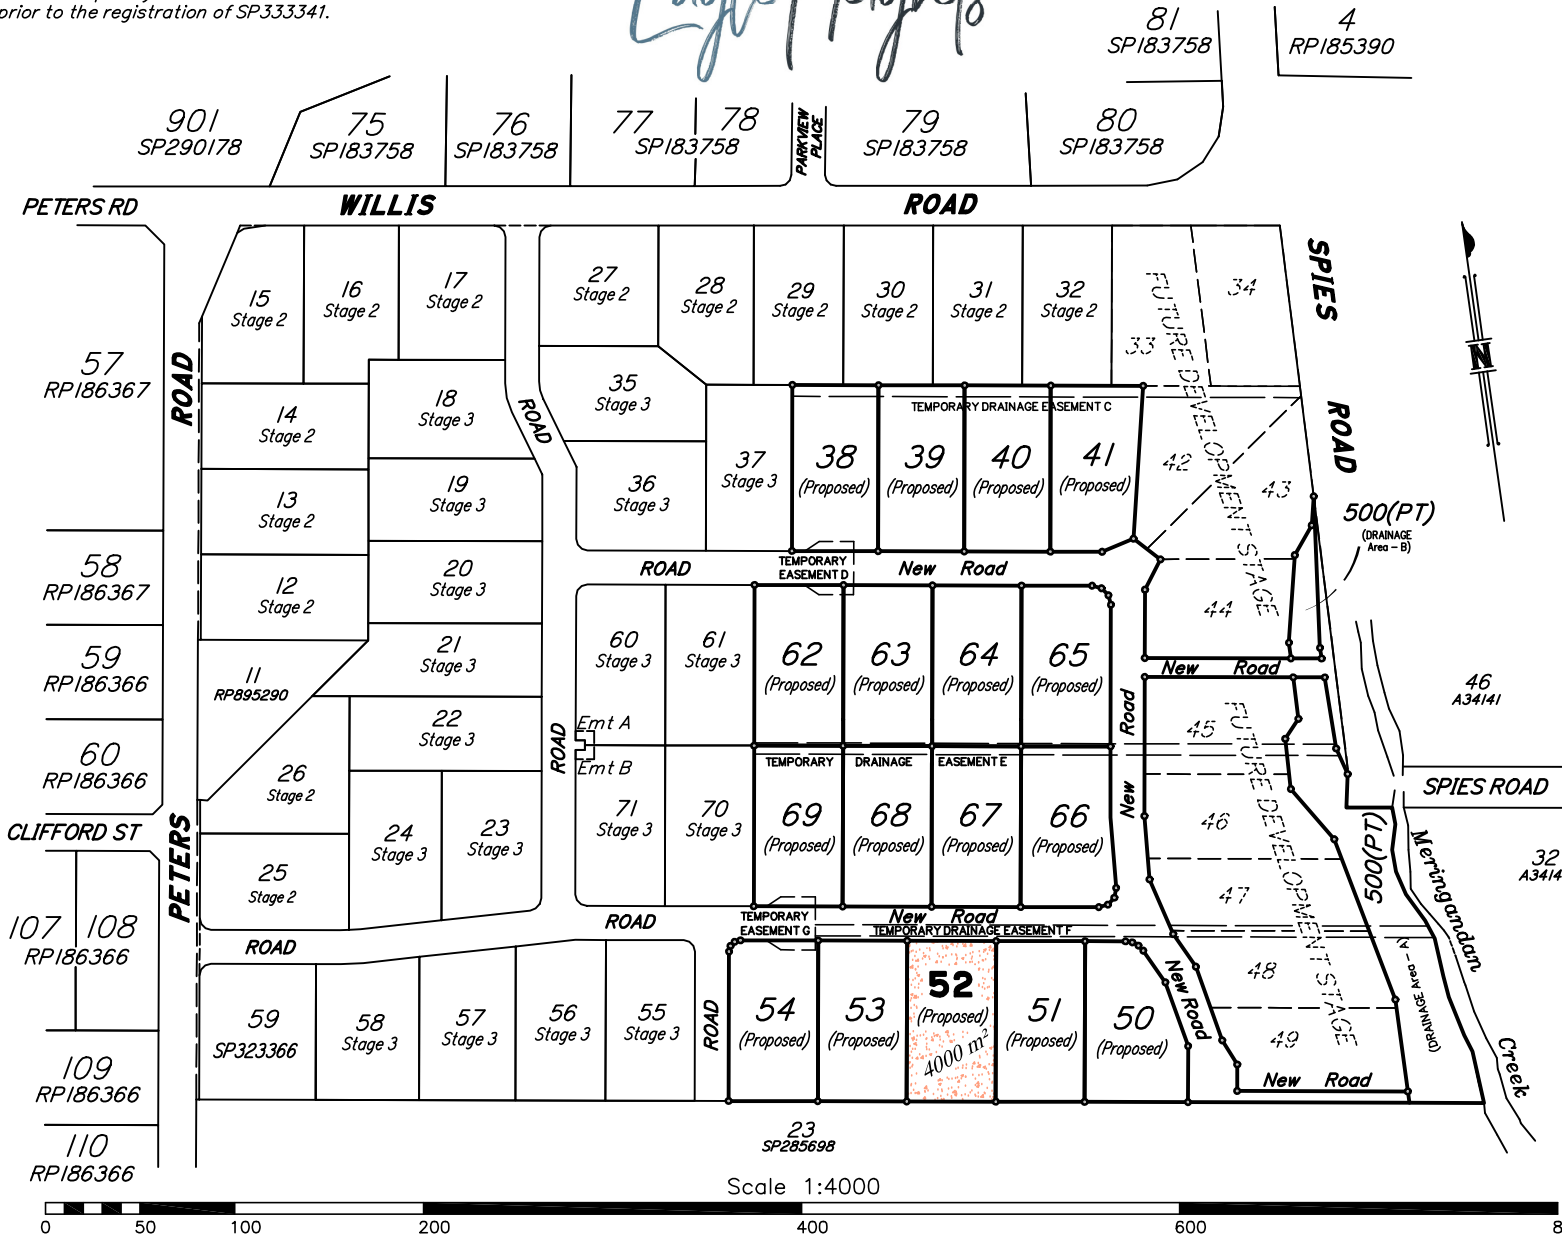 prior to the registration of SP333341.
81
SP183758
4
RP185390
901
SP290178
75
SP183758
76
SP183758
77
78
SP183758
PARKVIEW
PLACE
79
SP183758
80
SP183758
PETERS RD
WILLIS
ROAD
SPIES
ROAD
N
57
RP186367
ROAD
15
Stage 2
16
Stage 2
17
Stage 2
27
Stage 2
28
Stage 2
29
Stage 2
30
Stage 2
31
Stage 2
32
Stage 2
33
34
FUTURE DEVELOPMENT STAGE
14
Stage 2
18
Stage 3
ROAD
35
Stage 3
TEMPORARY DRAINAGE EASEMENT C
13
Stage 2
19
Stage 3
36
Stage 3
37
Stage 3
38
(Proposed)
39
(Proposed)
40
(Proposed)
41
(Proposed)
42
43
500(PT)
(DRAINAGE
Area - B)
58
RP186367
12
Stage 2
20
Stage 3
ROAD
TEMPORARY
EASEMENT D
New Road
44
59
RP186366
11
RP895290
21
Stage 3
60
Stage 3
61
Stage 3
62
(Proposed)
63
(Proposed)
64
(Proposed)
65
(Proposed)
New Road
New Road
46
A34141
60
RP186366
22
Stage 3
ROAD
Emt A
Emt B
TEMPORARY DRAINAGE EASEMENT E
45
FUTURE DEVELOPMENT STAGE
SPIES ROAD
26
Stage 2
CLIFFORD ST
PETERS
24
Stage 3
23
Stage 3
71
Stage 3
70
Stage 3
69
(Proposed)
68
(Proposed)
67
(Proposed)
66
(Proposed)
46
500(PT)
Meringandan
Creek
32
A3414
25
Stage 2
47
107
108
RP186366
ROAD
ROAD
TEMPORARY
EASEMENT G
New Road
TEMPORARY DRAINAGE EASEMENT F
48
(DRAINAGE Area - A)
59
SP323366
58
Stage 3
57
Stage 3
56
Stage 3
55
Stage 3
ROAD
54
(Proposed)
53
(Proposed)
52
(Proposed)
4000 m²
51
(Proposed)
50
(Proposed)
New Road
49
New Road
109
RP186366
110
RP186366
23
SP285698
Scale 1:4000
0 50 100 200 400 600 8